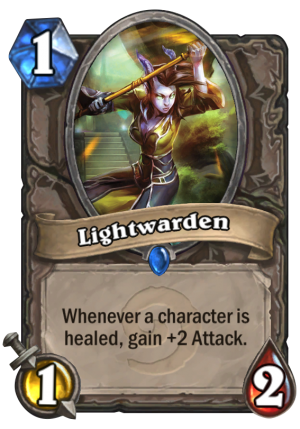 1
Lightwarden
Whenever a character is
healed, gain +2 Attack.
1
2